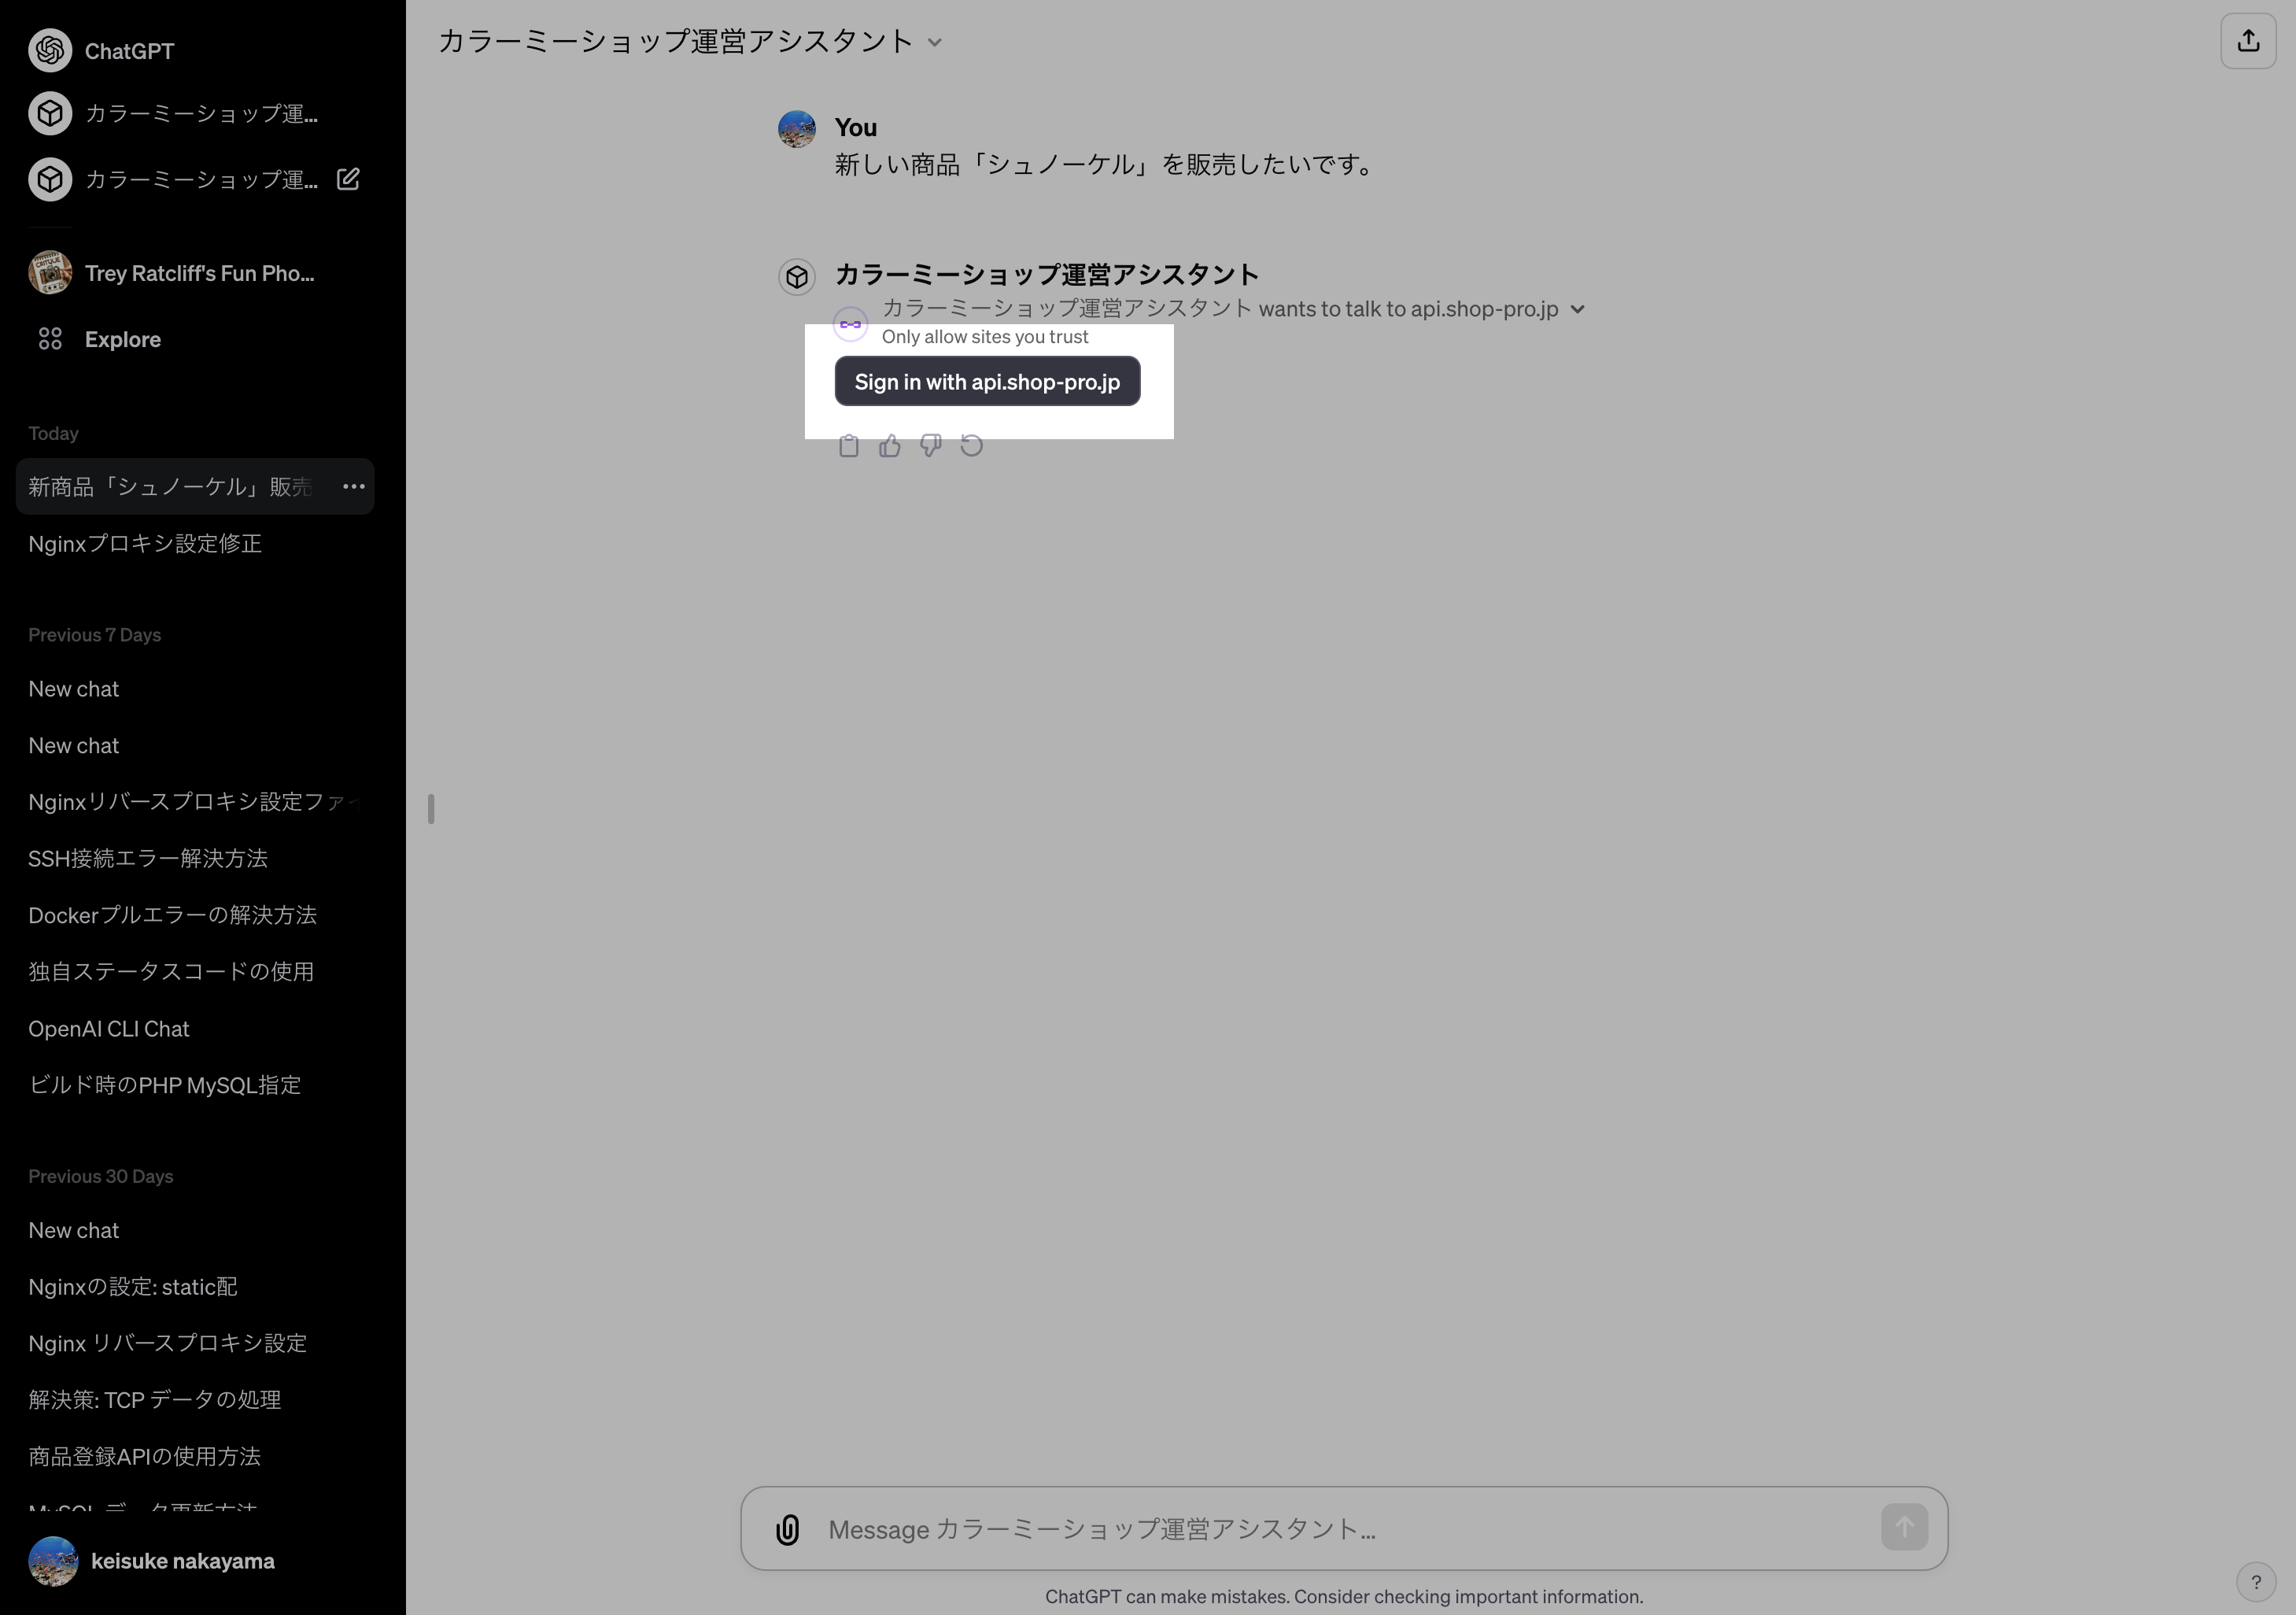 ChatGPT
カラーミーショップ運...
カラーミーショップ運...
Trey Ratcliff's Fun Pho...
Explore
Today
新商品「シュノーケル」販売
Nginxプロキシ設定修正
Previous 7 Days
New chat
New chat
Nginxリバースプロキシ設定ファイ
SSH接続エラー解決方法
Dockerプルエラーの解決方法
独自ステータスコードの使用
OpenAI CLI Chat
ビルド時のPHP MySQL指定
Previous 30 Days
New chat
Nginxの設定: static配
Nginx リバースプロキシ設定
解決策: TCP データの処理
商品登録APIの使用方法
MySQL データ更新方法
keisuke nakayama
カラーミーショップ運営アシスタント
You
新しい商品「シュノーケル」を販売したいです。
カラーミーショップ運営アシスタント
カラーミーショップ運営アシスタント wants to talk to api.shop-pro.jp
Only allow sites you trust
Sign in with api.shop-pro.jp
Message カラーミーショップ運営アシスタント...
ChatGPT can make mistakes. Consider checking important information.
?